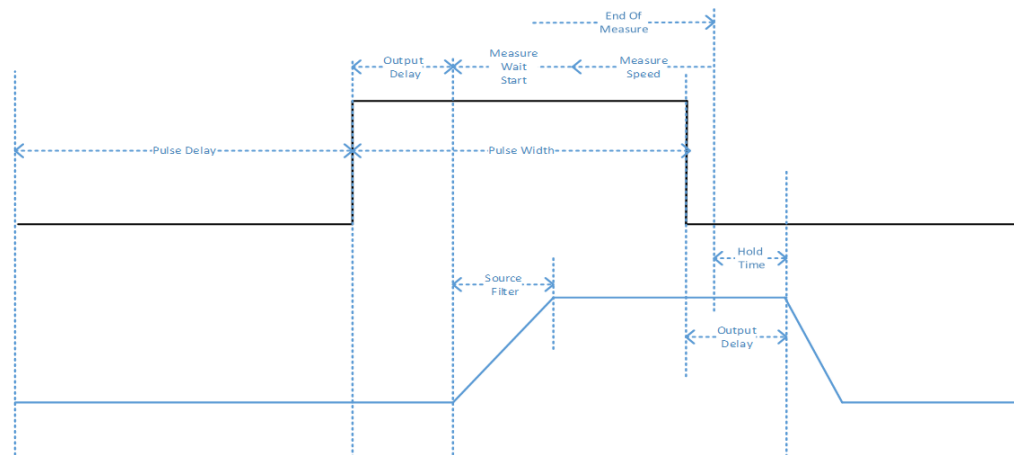 End Of
Measure
Output
Delay
Measure
Wait
Start
Measure
Speed
Pulse Delay
Pulse Width
Hold
Time
Source
Filter
Output
Delay